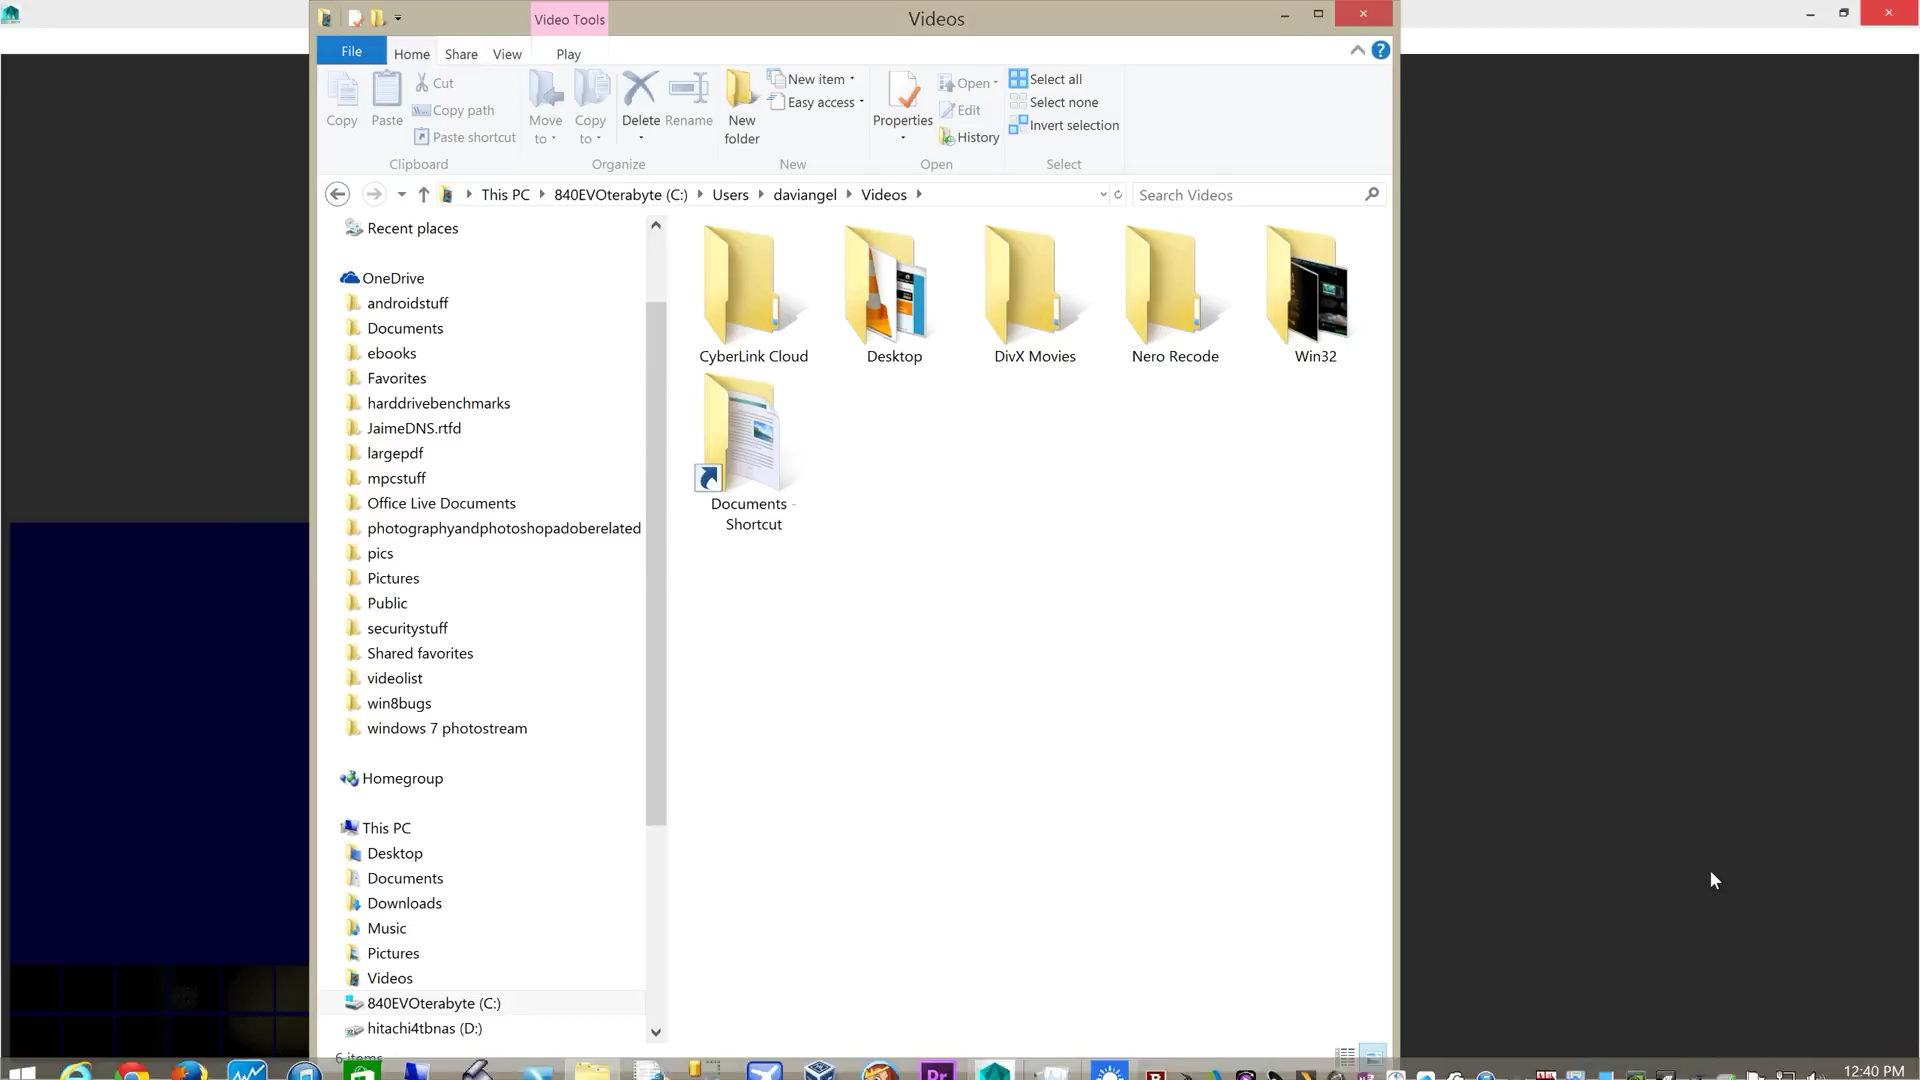 Video Tools
Videos
File
Home
Share
View
Play
Copy
Paste
Cut
Copy path
Paste shortcut
Clipboard
Move to
Copy to
Delete
Rename
Organize
New folder
New item
Easy access
New
Properties
Open
Edit
History
Open
Select all
Select none
Invert selection
Select
This PC
840EVOterabyte (C:)
Users
daviangel
Videos
Search Videos
Recent places
OneDrive
androidstuff
Documents
ebooks
Favorites
harddrivebenchmarks
JaimeDNS.rtfd
largepdf
mpcstuff
Office Live Documents
photographyandphotoshopadoberelated
pics
Pictures
Public
securitystuff
Shared favorites
videolist
win8bugs
windows 7 photostream
Homegroup
This PC
Desktop
Documents
Downloads
Music
Pictures
Videos
840EVOterabyte (C:)
hitachi4tbnas (D:)
CyberLink Cloud
Desktop
DivX Movies
Nero Recode
Win32
Documents -
Shortcut
6 items
Pr
12:40 PM